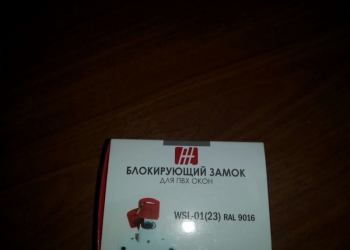 БЛОКИРУЮЩИЙ ЗАМОК
ДЛЯ ПВХ ОКОН
WSL-01(23) RAL 9016